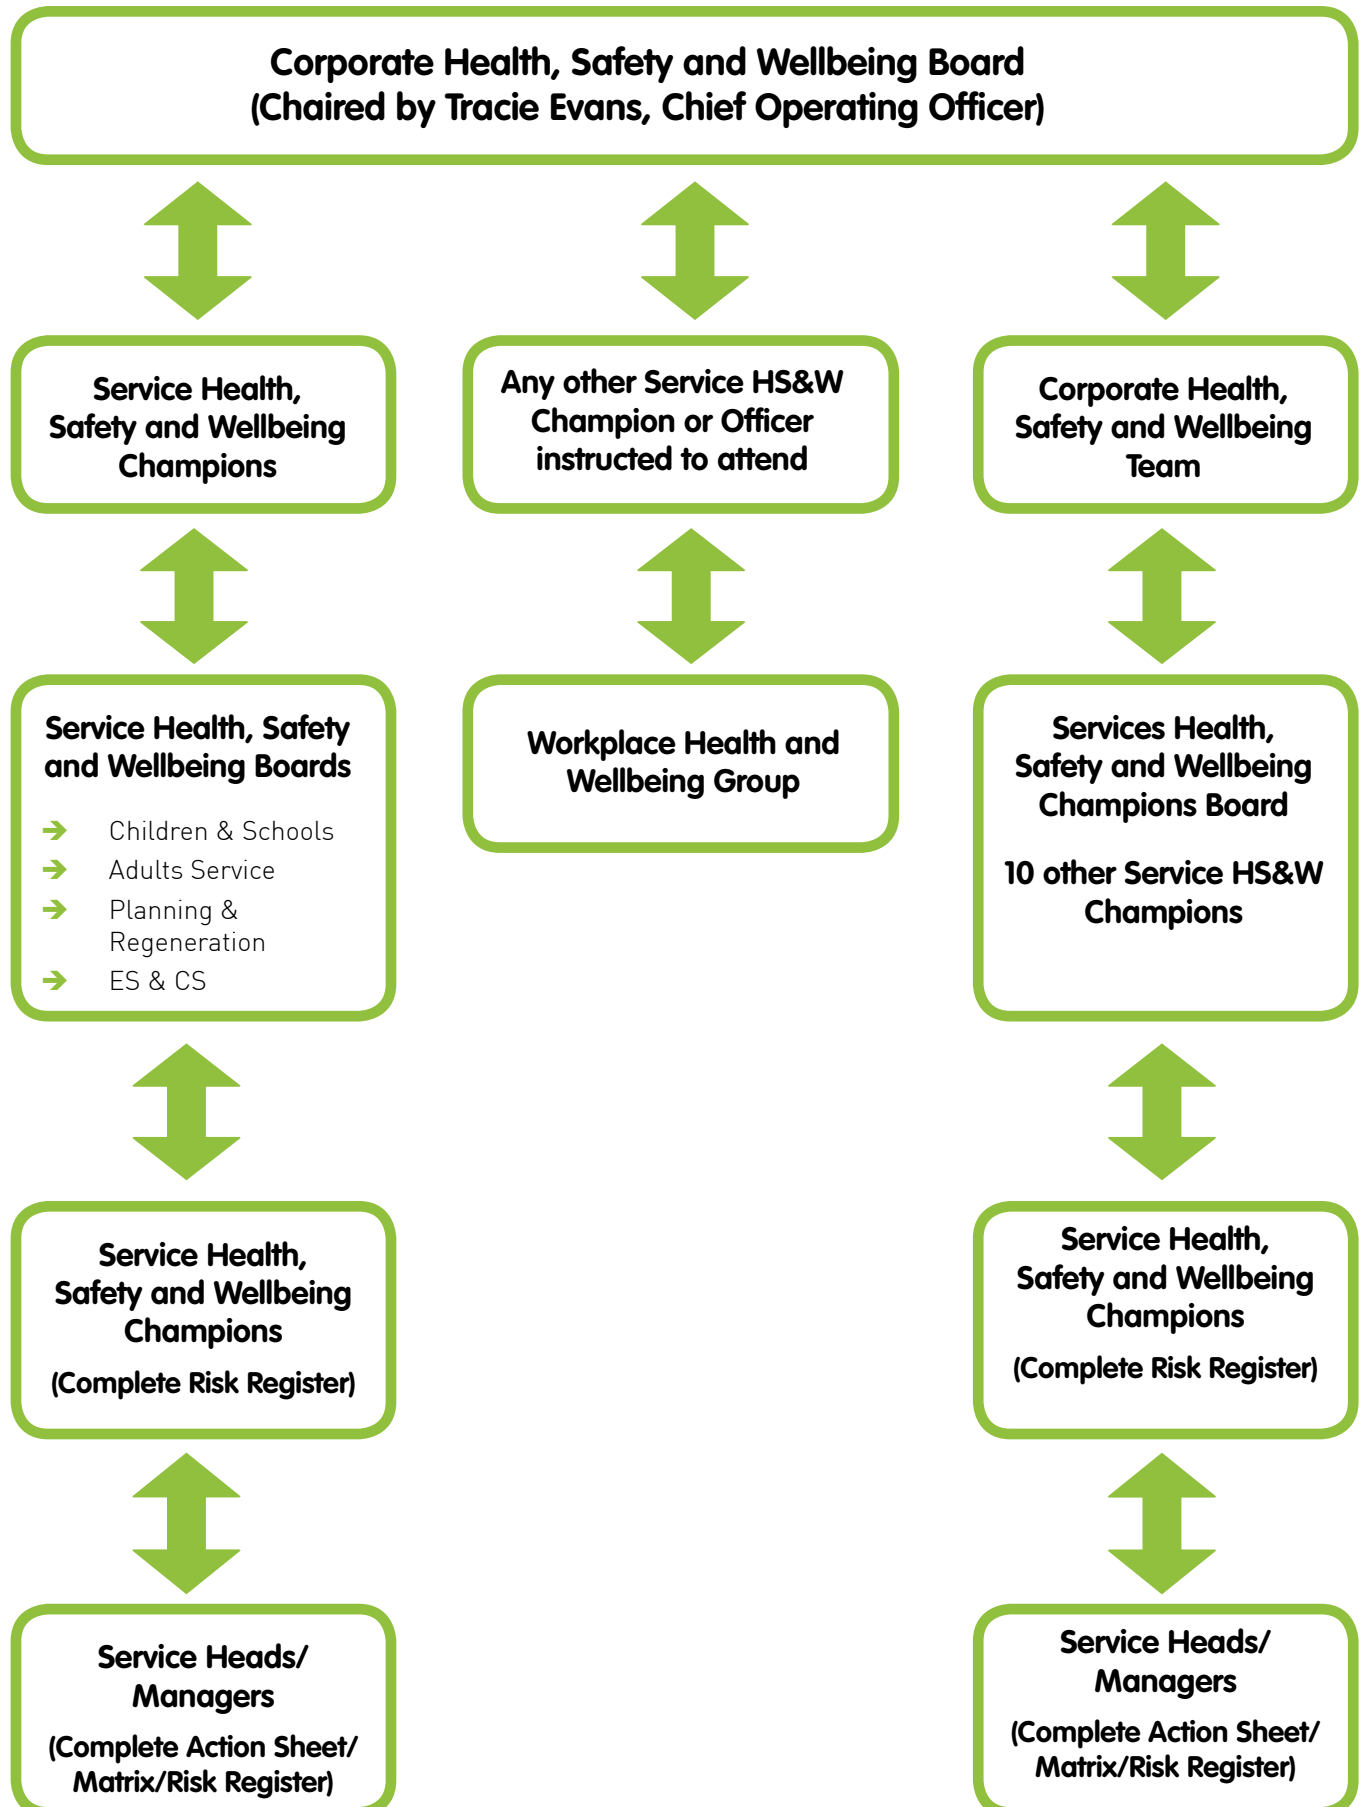 Corporate Health, Safety and Wellbeing Board
(Chaired by Tracie Evans, Chief Operating Officer)
Service Health,
Safety and Wellbeing
Champions
Any other Service HS&W
Champion or Officer
instructed to attend
Corporate Health,
Safety and Wellbeing
Team
Service Health, Safety
and Wellbeing Boards
Children & Schools
Adults Service
Planning &
Regeneration
ES & CS
Workplace Health and
Wellbeing Group
Services Health,
Safety and Wellbeing
Champions Board
10 other Service HS&W
Champions
Service Health,
Safety and Wellbeing
Champions
(Complete Risk Register)
Service Health,
Safety and Wellbeing
Champions
(Complete Risk Register)
Service Heads/
Managers
(Complete Action Sheet/
Matrix/Risk Register)
Service Heads/
Managers
(Complete Action Sheet/
Matrix/Risk Register)